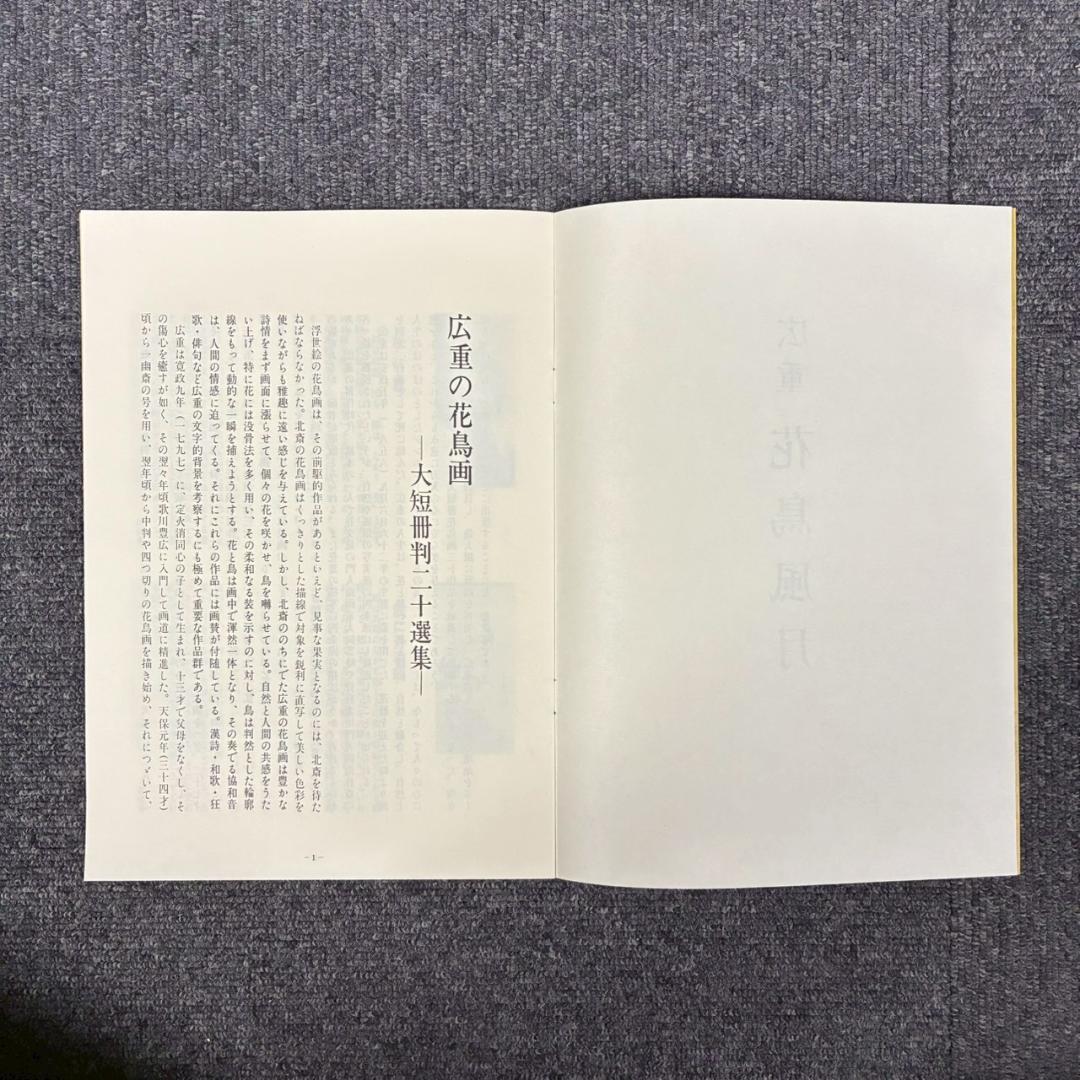 広重花鳥風月
広重の花鳥画
―大短冊判二十選集―
浮世絵の花鳥画は、その前駆的作品があるといえど、見事な果実となるのには、北斎を待た
ねばならなかった。北斎の花鳥画はくっきりとした描線で対象を鋭利に直写して美しい色彩を
使いながらも雅趣に遠い感じを与えている。しかし、北斎ののちにでた広重の花鳥画は豊かな
詩情をまず画面に漲らせて、個々の花を咲かせ、鳥を囀らせている。自然と人間の共感をうた
い上げ、特に花には没骨法を多く用い、その柔和なる装を示すのに対し、鳥は判然とした輪廓
線をもって動的な一瞬を捕えようとする。花と鳥は画中で渾然一体となり、その奏でる協和音
は、人間の情感に迫ってくる。それにこれらの作品には画賛が付随している。漢詩・和歌・狂
歌・俳句など広重の文字的背景を考察するにも極めて重要な作品群である。
広重は寛政九年（一七九七）に、定火消同心の子として生まれ、十三才で父母をなくし、そ
の傷心を癒すが如く、その翌々年頃歌川豊広に入門して画道に精進した。天保元年（三十四才）
頃から一幽斎の号を用い、翌年頃から中判や四つ切りの花鳥画を描き始め、それにつゞいて、
－1－